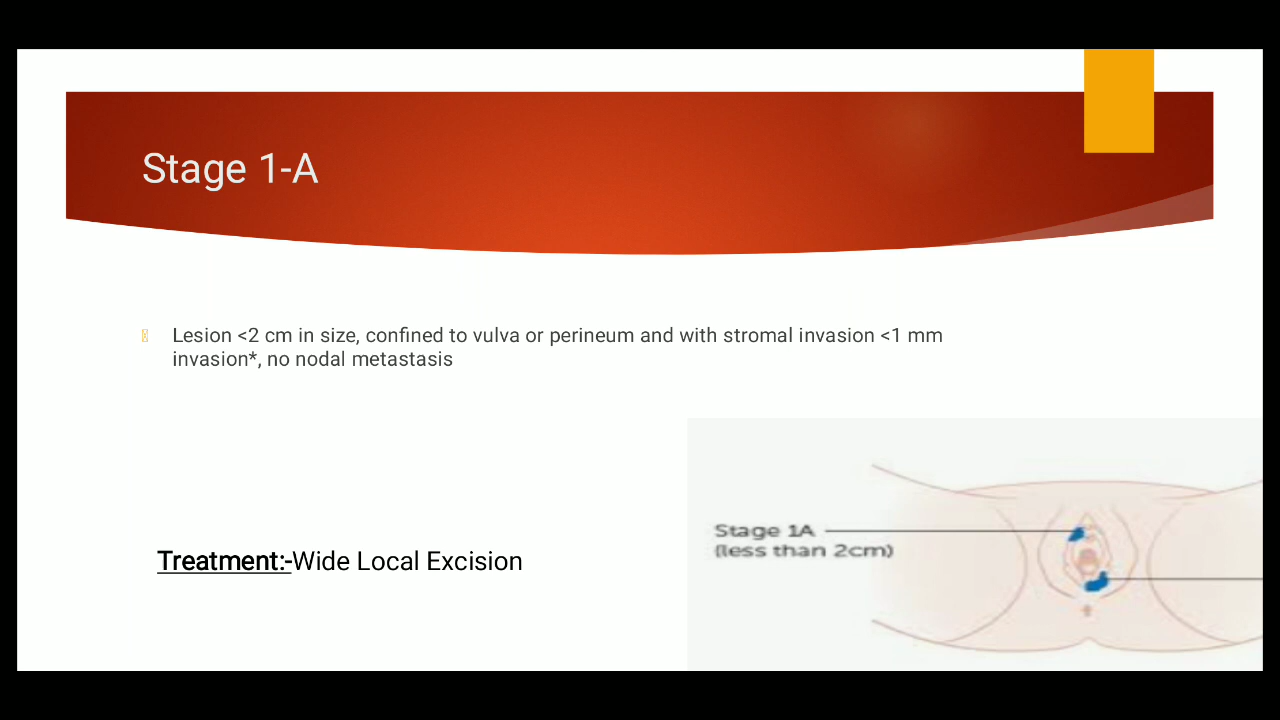 Stage 1-A
Lesion <2 cm in size, confined to vulva or perineum and with stromal invasion <1 mm
invasion*, no nodal metastasis
Stage 1A
(less than 2cm)
Treatment:-Wide Local Excision